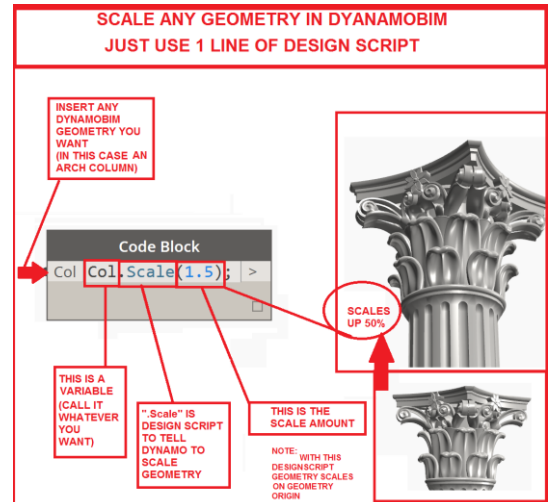 SCALE ANY GEOMETRY IN DYANAMOBIM
JUST USE 1 LINE OF DESIGN SCRIPT
INSERT ANY
DYNAMOBIM
GEOMETRY YOU
WANT
(IN THIS CASE AN
ARCH COLUMN)
Code Block
Col Col.Scale(1.5); >
SCALES
UP 50%
THIS IS A
VARIABLE
(CALL IT
WHATEVER
YOU
WANT)
".Scale" IS
DESIGN SCRIPT
TO TELL
DYNAMO TO
SCALE
GEOMETRY
THIS IS THE
SCALE AMOUNT
NOTE: WITH THIS
DESIGNSCRIPT
GEOMETRY SCALES
ON GEOMETRY
ORIGIN